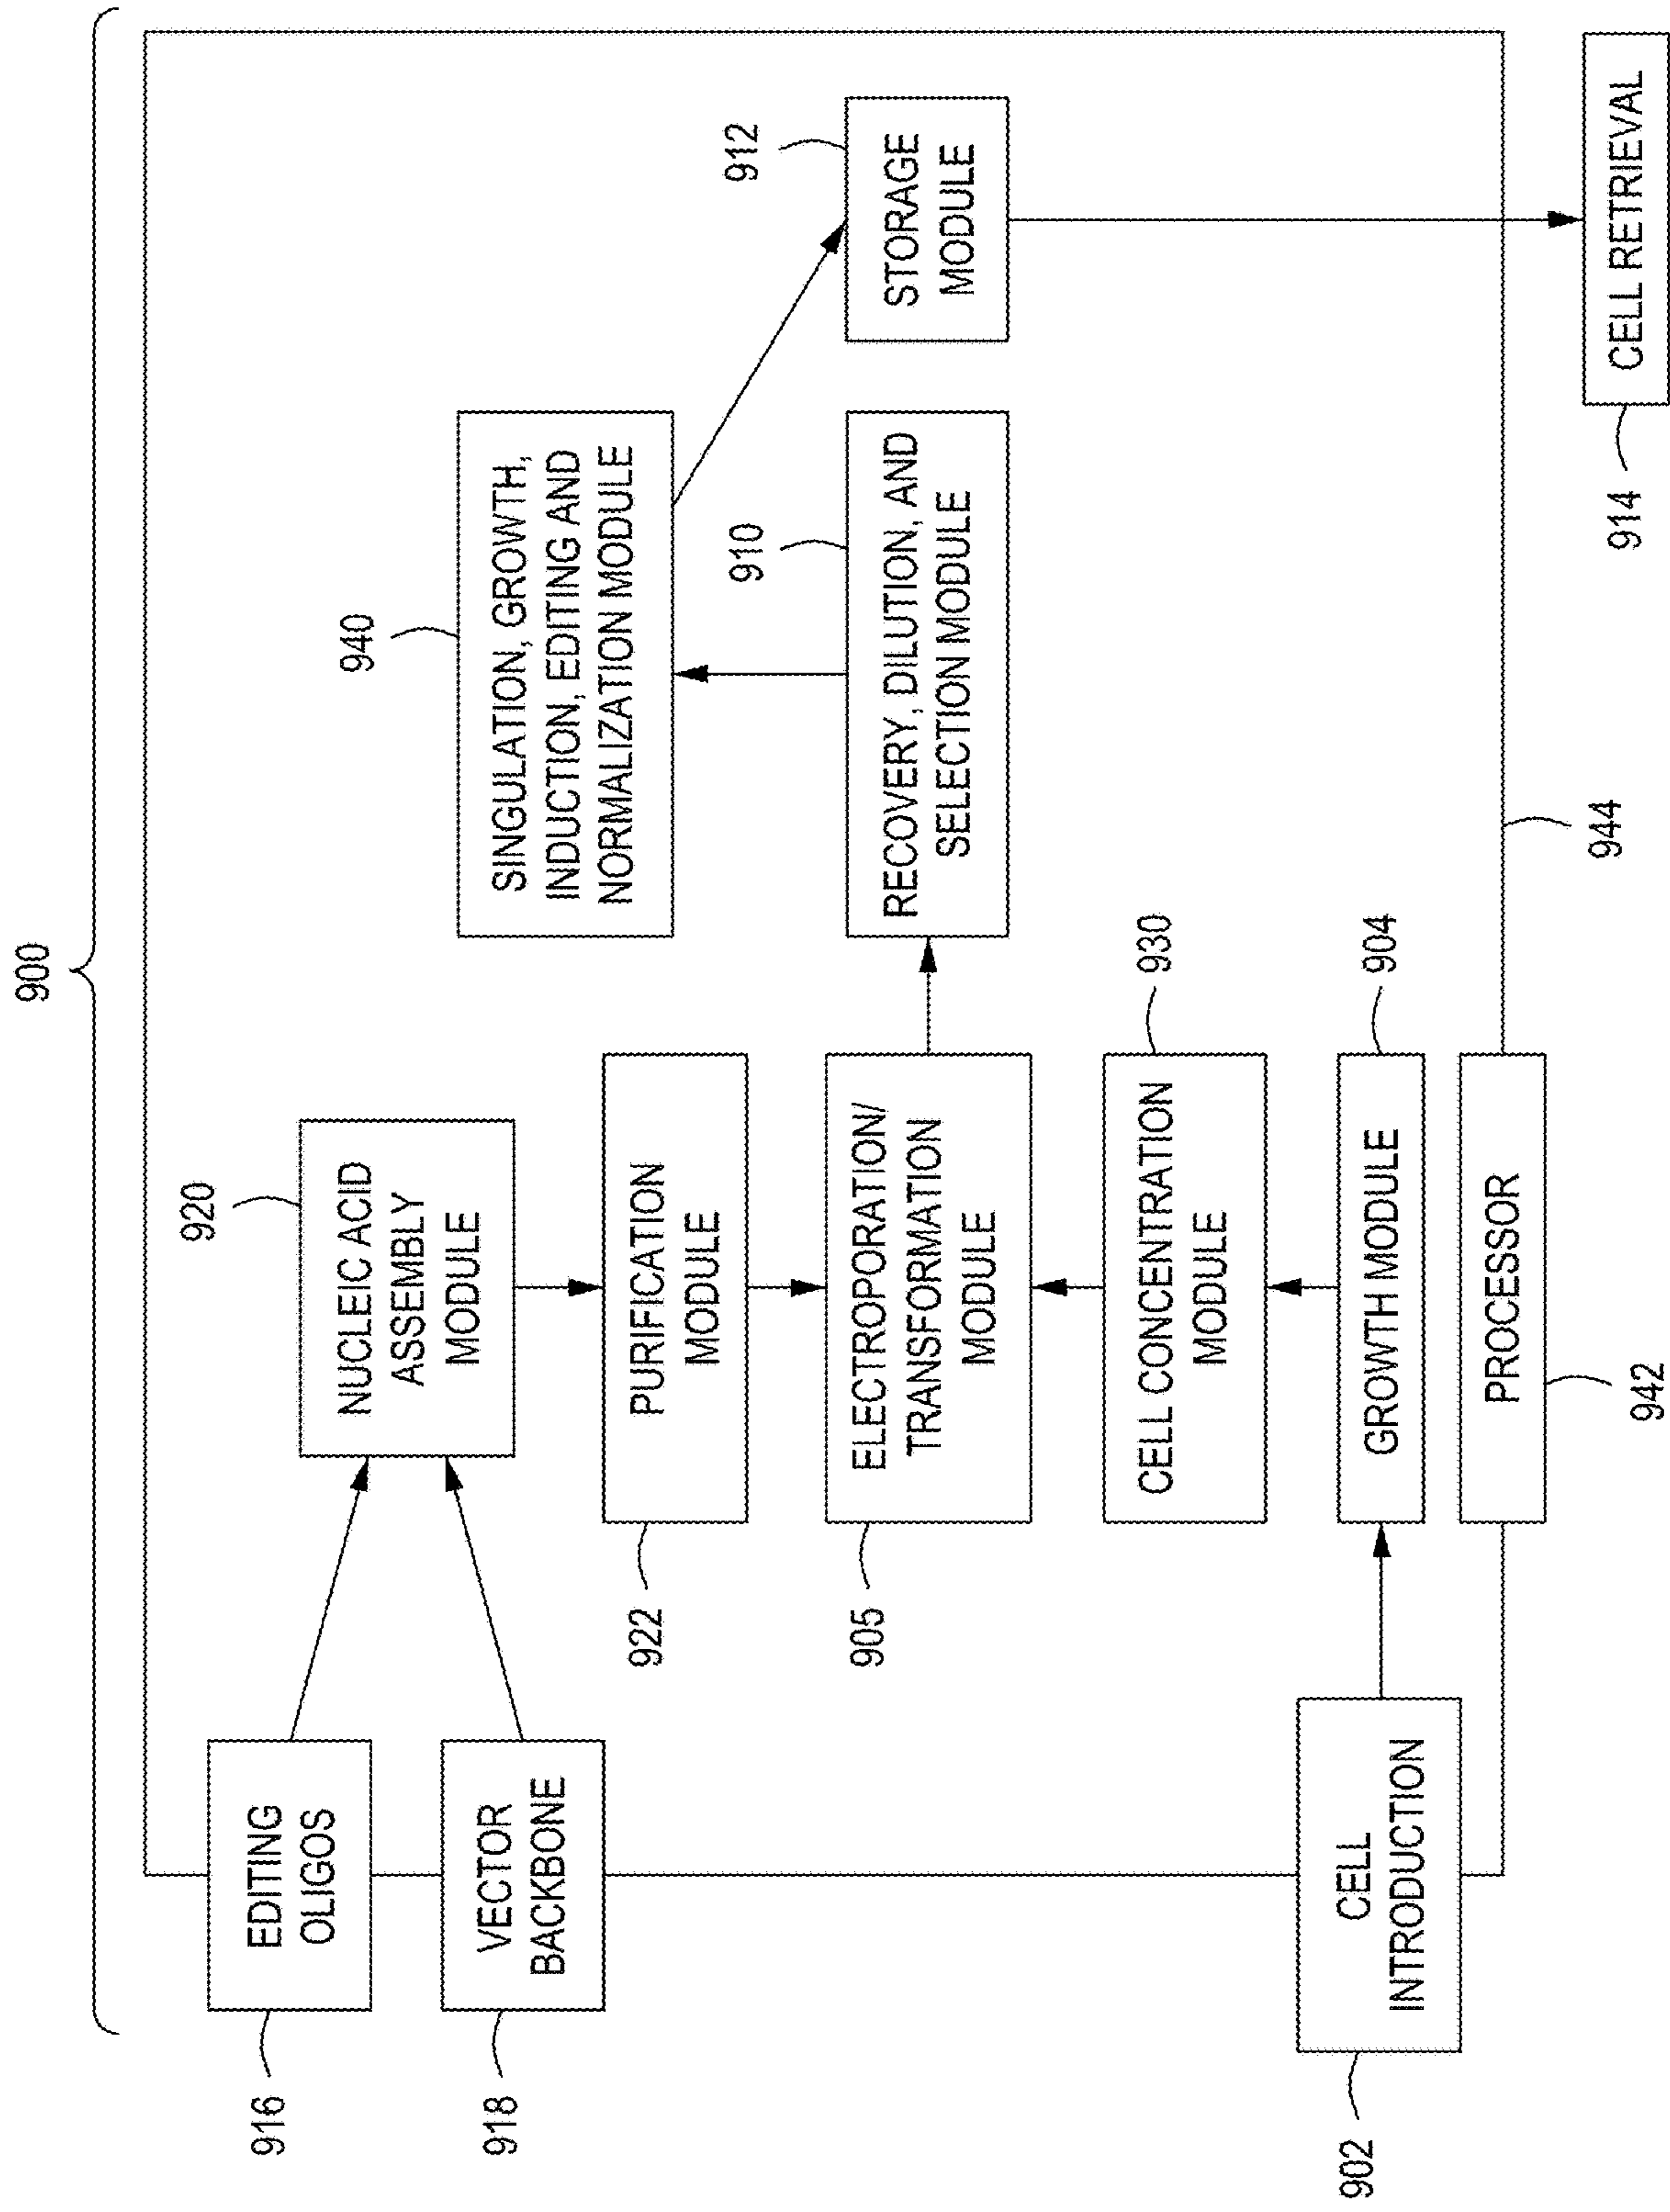 900
916
EDITING
OLIGOS
918
VECTOR
BACKBONE
920
NUCLEIC ACID
ASSEMBLY
MODULE
922
PURIFICATION
MODULE
905
ELECTROPORATION/
TRANSFORMATION
MODULE
CELL CONCENTRATION
MODULE
930
902
CELL
INTRODUCTION
GROWTH MODULE
904
PROCESSOR
942
944
940
SINGULATION, GROWTH,
INDUCTION, EDITING AND
NORMALIZATION MODULE
910
RECOVERY, DILUTION, AND
SELECTION MODULE
912
STORAGE
MODULE
914
CELL RETRIEVAL